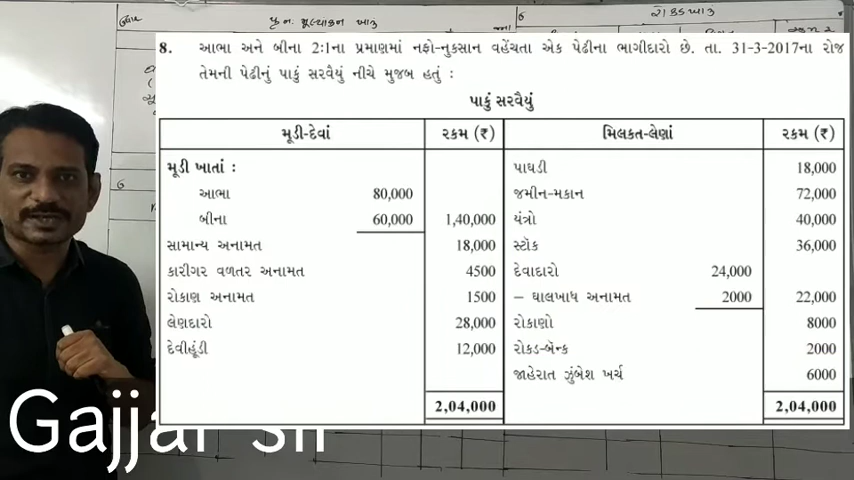 8. આભા અને બીના 2:1ના પ્રમાણમાં નફો-નુકસાન વહેંચતા એક પેઢીના ભાગીદારો છે. તા. 31-3-2017ના રોજ
તેમની પેઢીનું પાકું સરવૈયું નીચે મુજબ હતું :
પાકું સરવૈયું
મૂડી-દેવાં રકમ (₹) મિલકત-લેણાં રકમ (₹)
મૂડી ખાતાં : પાઘડી 18,000
આભા 80,000 જમીન-મકાન 72,000
બીના 60,000 1,40,000 યંત્રો 40,000
સામાન્ય અનામત 18,000 સ્ટૉક 36,000
કારીગર વળતર અનામત 4500 દેવાદારો 24,000
રોકાણ અનામત 1500 – ઘાલખાધ અનામત 2000 22,000
લેણદારો 28,000 રોકાણો 8000
દેવીહૂંડી 12,000 રોકડ-બૅન્ક 2000
જાહેરાત ઝુંબેશ ખર્ચ 6000
2,04,000 2,04,000
Gajjar Sir